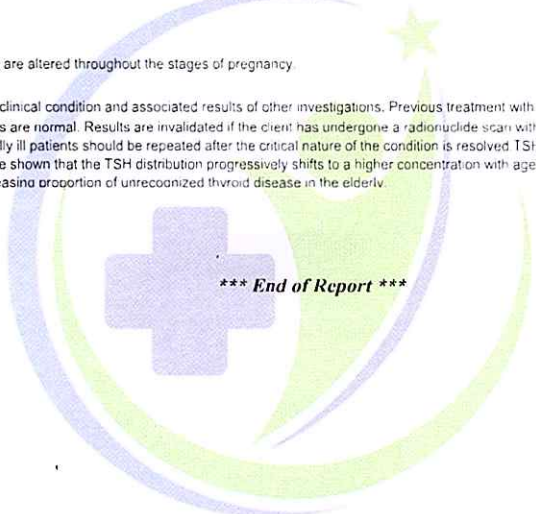 are altered throughout the stages of pregnancy.
clinical condition and associated results of other investigations. Previous treatment with
s are normal. Results are invalidated if the client has undergone a radionuclide scan with
lly ill patients should be repeated after the critical nature of the condition is resolved TSH
e shown that the TSH distribution progressively shifts to a higher concentration with age
easing proportion of unrecognized thyroid disease in the elderly.
*** End of Report ***